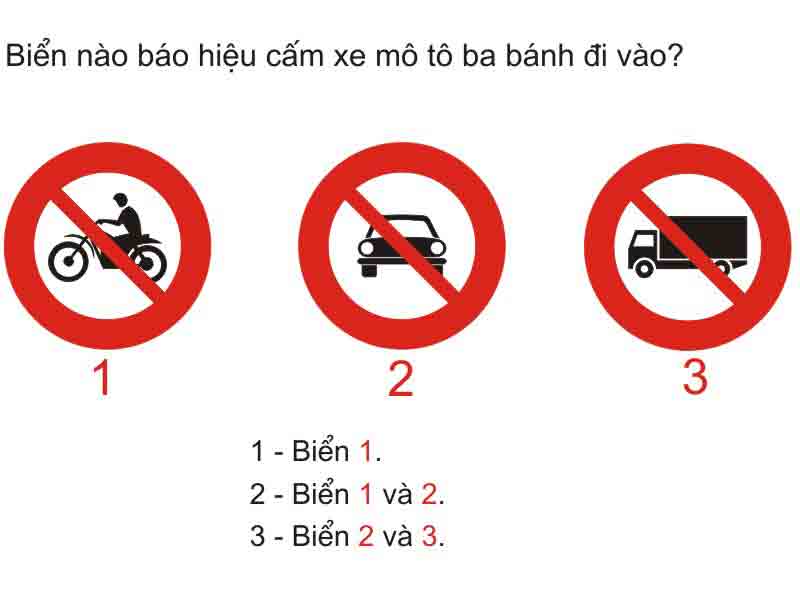 Biển nào báo hiệu cấm xe mô tô ba bánh đi vào?
1 2 3
1 - Biển 1.
2 - Biển 1 và 2.
3 - Biển 2 và 3.